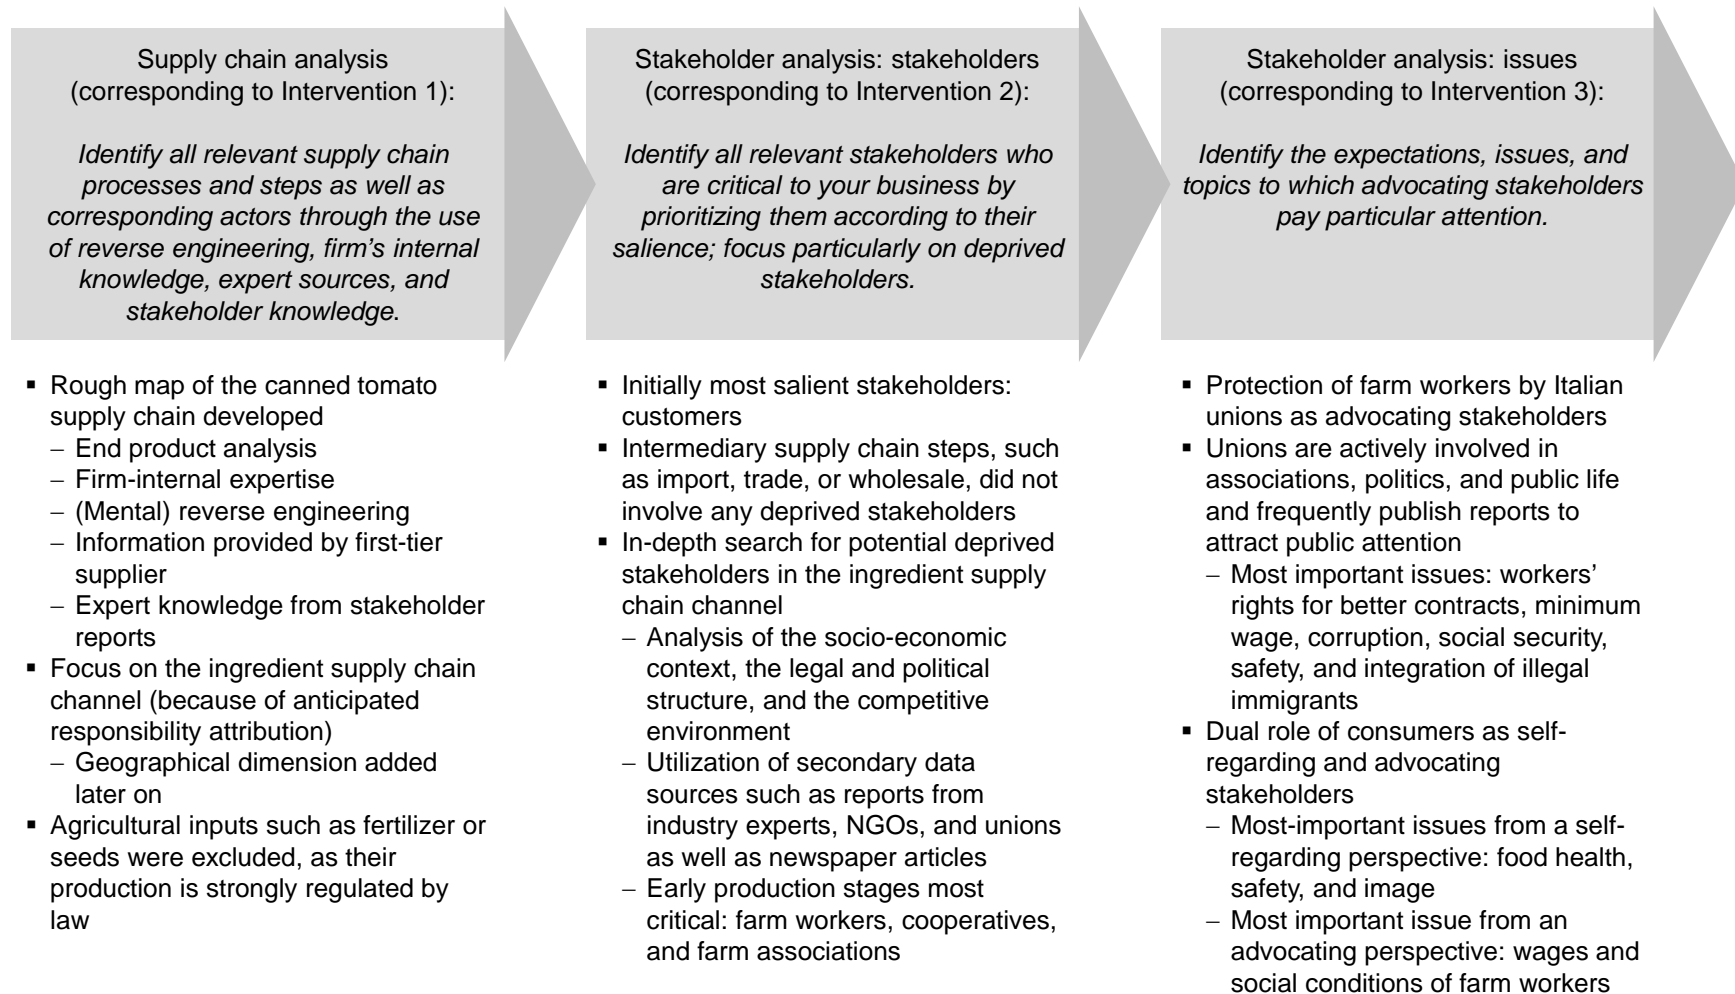 Supply chain analysis
(corresponding to Intervention 1):
Identify all relevant supply chain
processes and steps as well as
corresponding actors through the use
of reverse engineering, firm's internal
knowledge, expert sources, and
stakeholder knowledge.
▪ Rough map of the canned tomato
supply chain developed
– End product analysis
– Firm-internal expertise
– (Mental) reverse engineering
– Information provided by first-tier
supplier
– Expert knowledge from stakeholder
reports
▪ Focus on the ingredient supply chain
channel (because of anticipated
responsibility attribution)
– Geographical dimension added
later on
▪ Agricultural inputs such as fertilizer or
seeds were excluded, as their
production is strongly regulated by
law
Stakeholder analysis: stakeholders
(corresponding to Intervention 2):
Identify all relevant stakeholders who
are critical to your business by
prioritizing them according to their
salience; focus particularly on deprived
stakeholders.
▪ Initially most salient stakeholders:
customers
▪ Intermediary supply chain steps, such
as import, trade, or wholesale, did not
involve any deprived stakeholders
▪ In-depth search for potential deprived
stakeholders in the ingredient supply
chain channel
– Analysis of the socio-economic
context, the legal and political
structure, and the competitive
environment
– Utilization of secondary data
sources such as reports from
industry experts, NGOs, and unions
as well as newspaper articles
– Early production stages most
critical: farm workers, cooperatives,
and farm associations
Stakeholder analysis: issues
(corresponding to Intervention 3):
Identify the expectations, issues, and
topics to which advocating stakeholders
pay particular attention.
▪ Protection of farm workers by Italian
unions as advocating stakeholders
▪ Unions are actively involved in
associations, politics, and public life
and frequently publish reports to
attract public attention
– Most important issues: workers'
rights for better contracts, minimum
wage, corruption, social security,
safety, and integration of illegal
immigrants
▪ Dual role of consumers as self-
regarding and advocating
stakeholders
– Most-important issues from a self-
regarding perspective: food health,
safety, and image
– Most important issue from an
advocating perspective: wages and
social conditions of farm workers